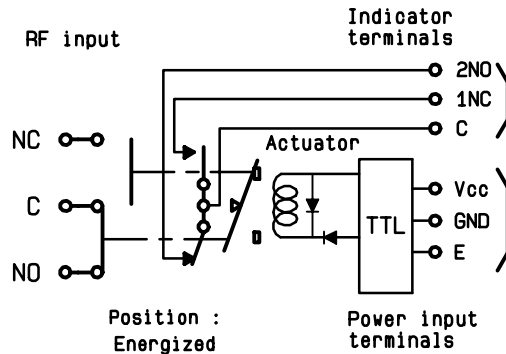 RF input
Indicator
terminals
2NO
1NC
C
Actuator
NC
C
NO
TTL
Vcc
GND
E
Position :
Energized
Power input
terminals